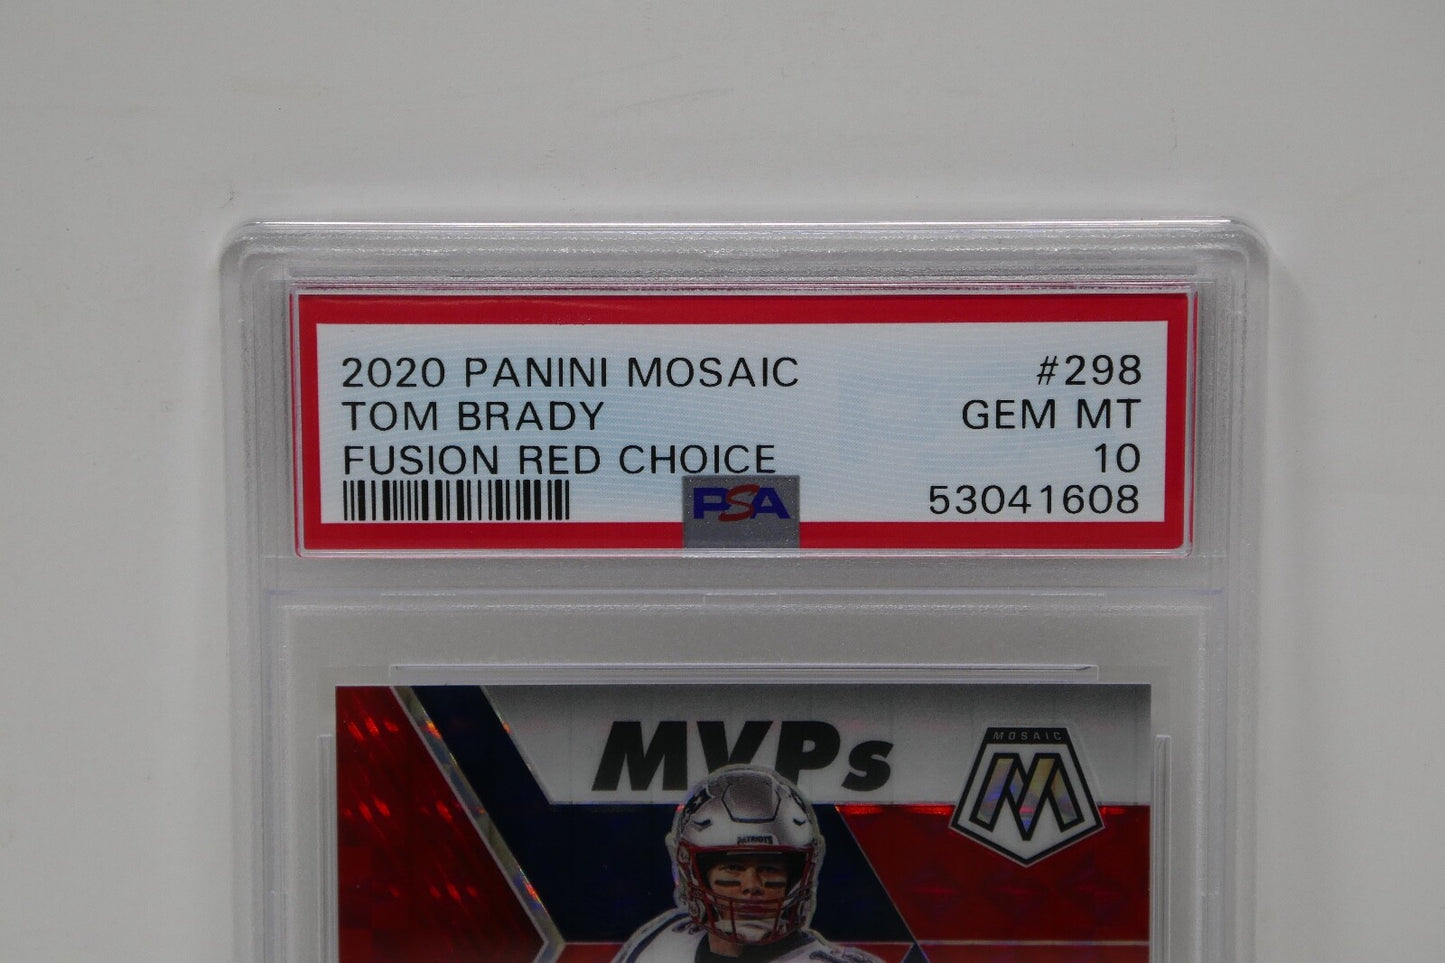 2020 PANINI MOSAIC #298
TOM BRADY GEM MT
FUSION RED CHOICE 10
PSA 53041608
MVPs
MOSAIC
M
PATRIOTS